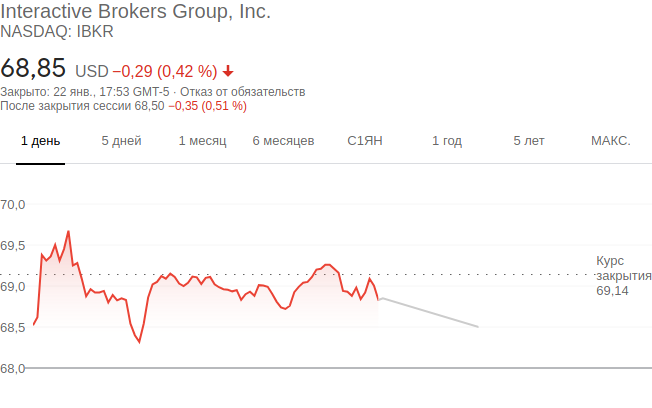 Interactive Brokers Group, Inc.
NASDAQ: IBKR
68,85 USD −0,29 (0,42 %)
Закрыто: 22 янв., 17:53 GMT-5 · Отказ от обязательств
После закрытия сессии 68,50 −0,35 (0,51 %)
1 день 5 дней 1 месяц 6 месяцев С1ЯН 1 год 5 лет МАКС.
70,0
69,5
Курс
закрытия
69,14
69,0
68,5
68,0